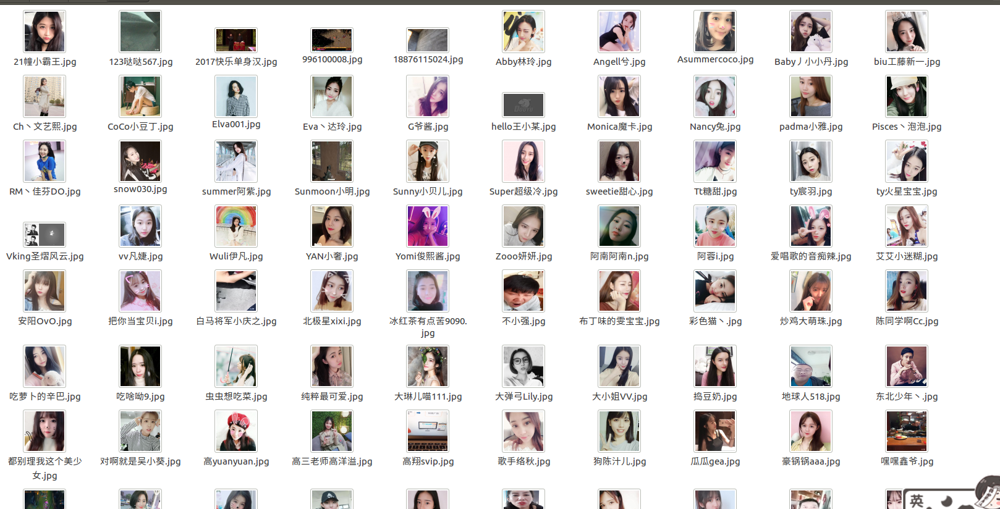 21幢小霸王.jpg
123哒哒567.jpg
2017快乐单身汉.jpg
996100008.jpg
18876115024.jpg
Abby林玲.jpg
Angell兮.jpg
Asummercoco.jpg
Baby丿小小丹.jpg
biu工藤新一.jpg
Ch丶文艺熙.jpg
CoCo小豆丁.jpg
Elva001.jpg
Eva丶达玲.jpg
G爷酱.jpg
hello王小某.jpg
Monica魔卡.jpg
Nancy兔.jpg
padma小雅.jpg
Pisces丶泡泡.jpg
RM丶佳芬DO.jpg
snow030.jpg
summer阿紫.jpg
Sunmoon小明.jpg
Sunny小贝儿.jpg
Super超级冷.jpg
sweetie甜心.jpg
Tt糖甜.jpg
ty宸羽.jpg
ty火星宝宝.jpg
Vking圣熠风云.jpg
vv凡婕.jpg
Wuli伊凡.jpg
YAN小奢.jpg
Yomi俊熙酱.jpg
Zooo妍妍.jpg
阿南阿南n.jpg
阿蓉i.jpg
爱唱歌的音痴辣.jpg
艾艾小迷糊.jpg
安阳OvO.jpg
把你当宝贝i.jpg
白马将军小庆之.jpg
北极星xixi.jpg
冰红茶有点苦9090.
jpg
不小强.jpg
布丁味的雯宝宝.jpg
彩色猫丶.jpg
炒鸡大萌珠.jpg
陈同学啊Cc.jpg
吃萝卜的辛巴.jpg
吃啥呦9.jpg
虫虫想吃菜.jpg
纯粹最可爱.jpg
大琳儿喵111.jpg
大弹弓Lily.jpg
大小姐VV.jpg
捣豆奶.jpg
地球人518.jpg
东北少年丶.jpg
都别理我这个美少
女.jpg
对啊就是吴小葵.jpg
高yuanyuan.jpg
高三老师高洋溢.jpg
高翔svip.jpg
歌手络秋.jpg
狗陈汁儿.jpg
瓜瓜gea.jpg
豪锅锅aaa.jpg
嘿嘿鑫爷.jpg
英